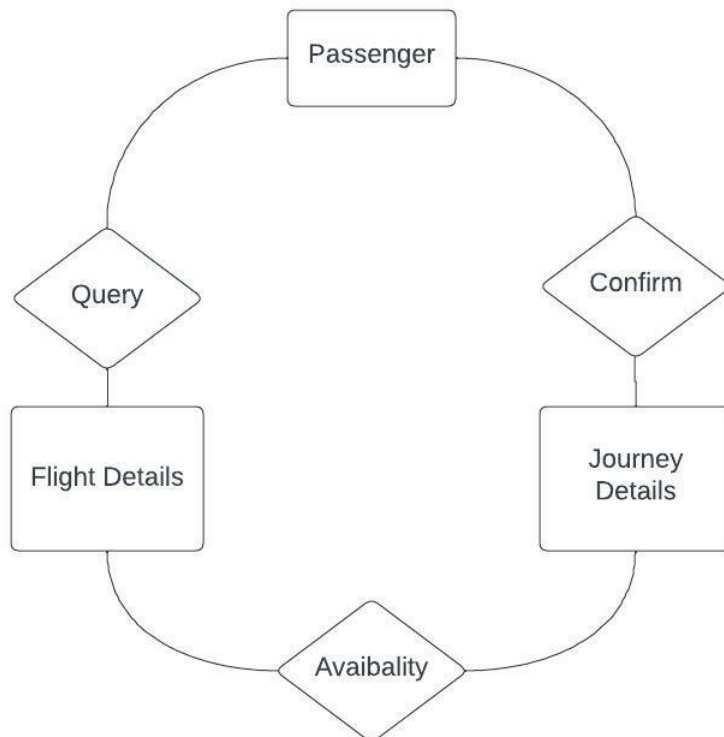 Passenger
Query
Confirm
Flight Details
Journey
Details
Avaibality